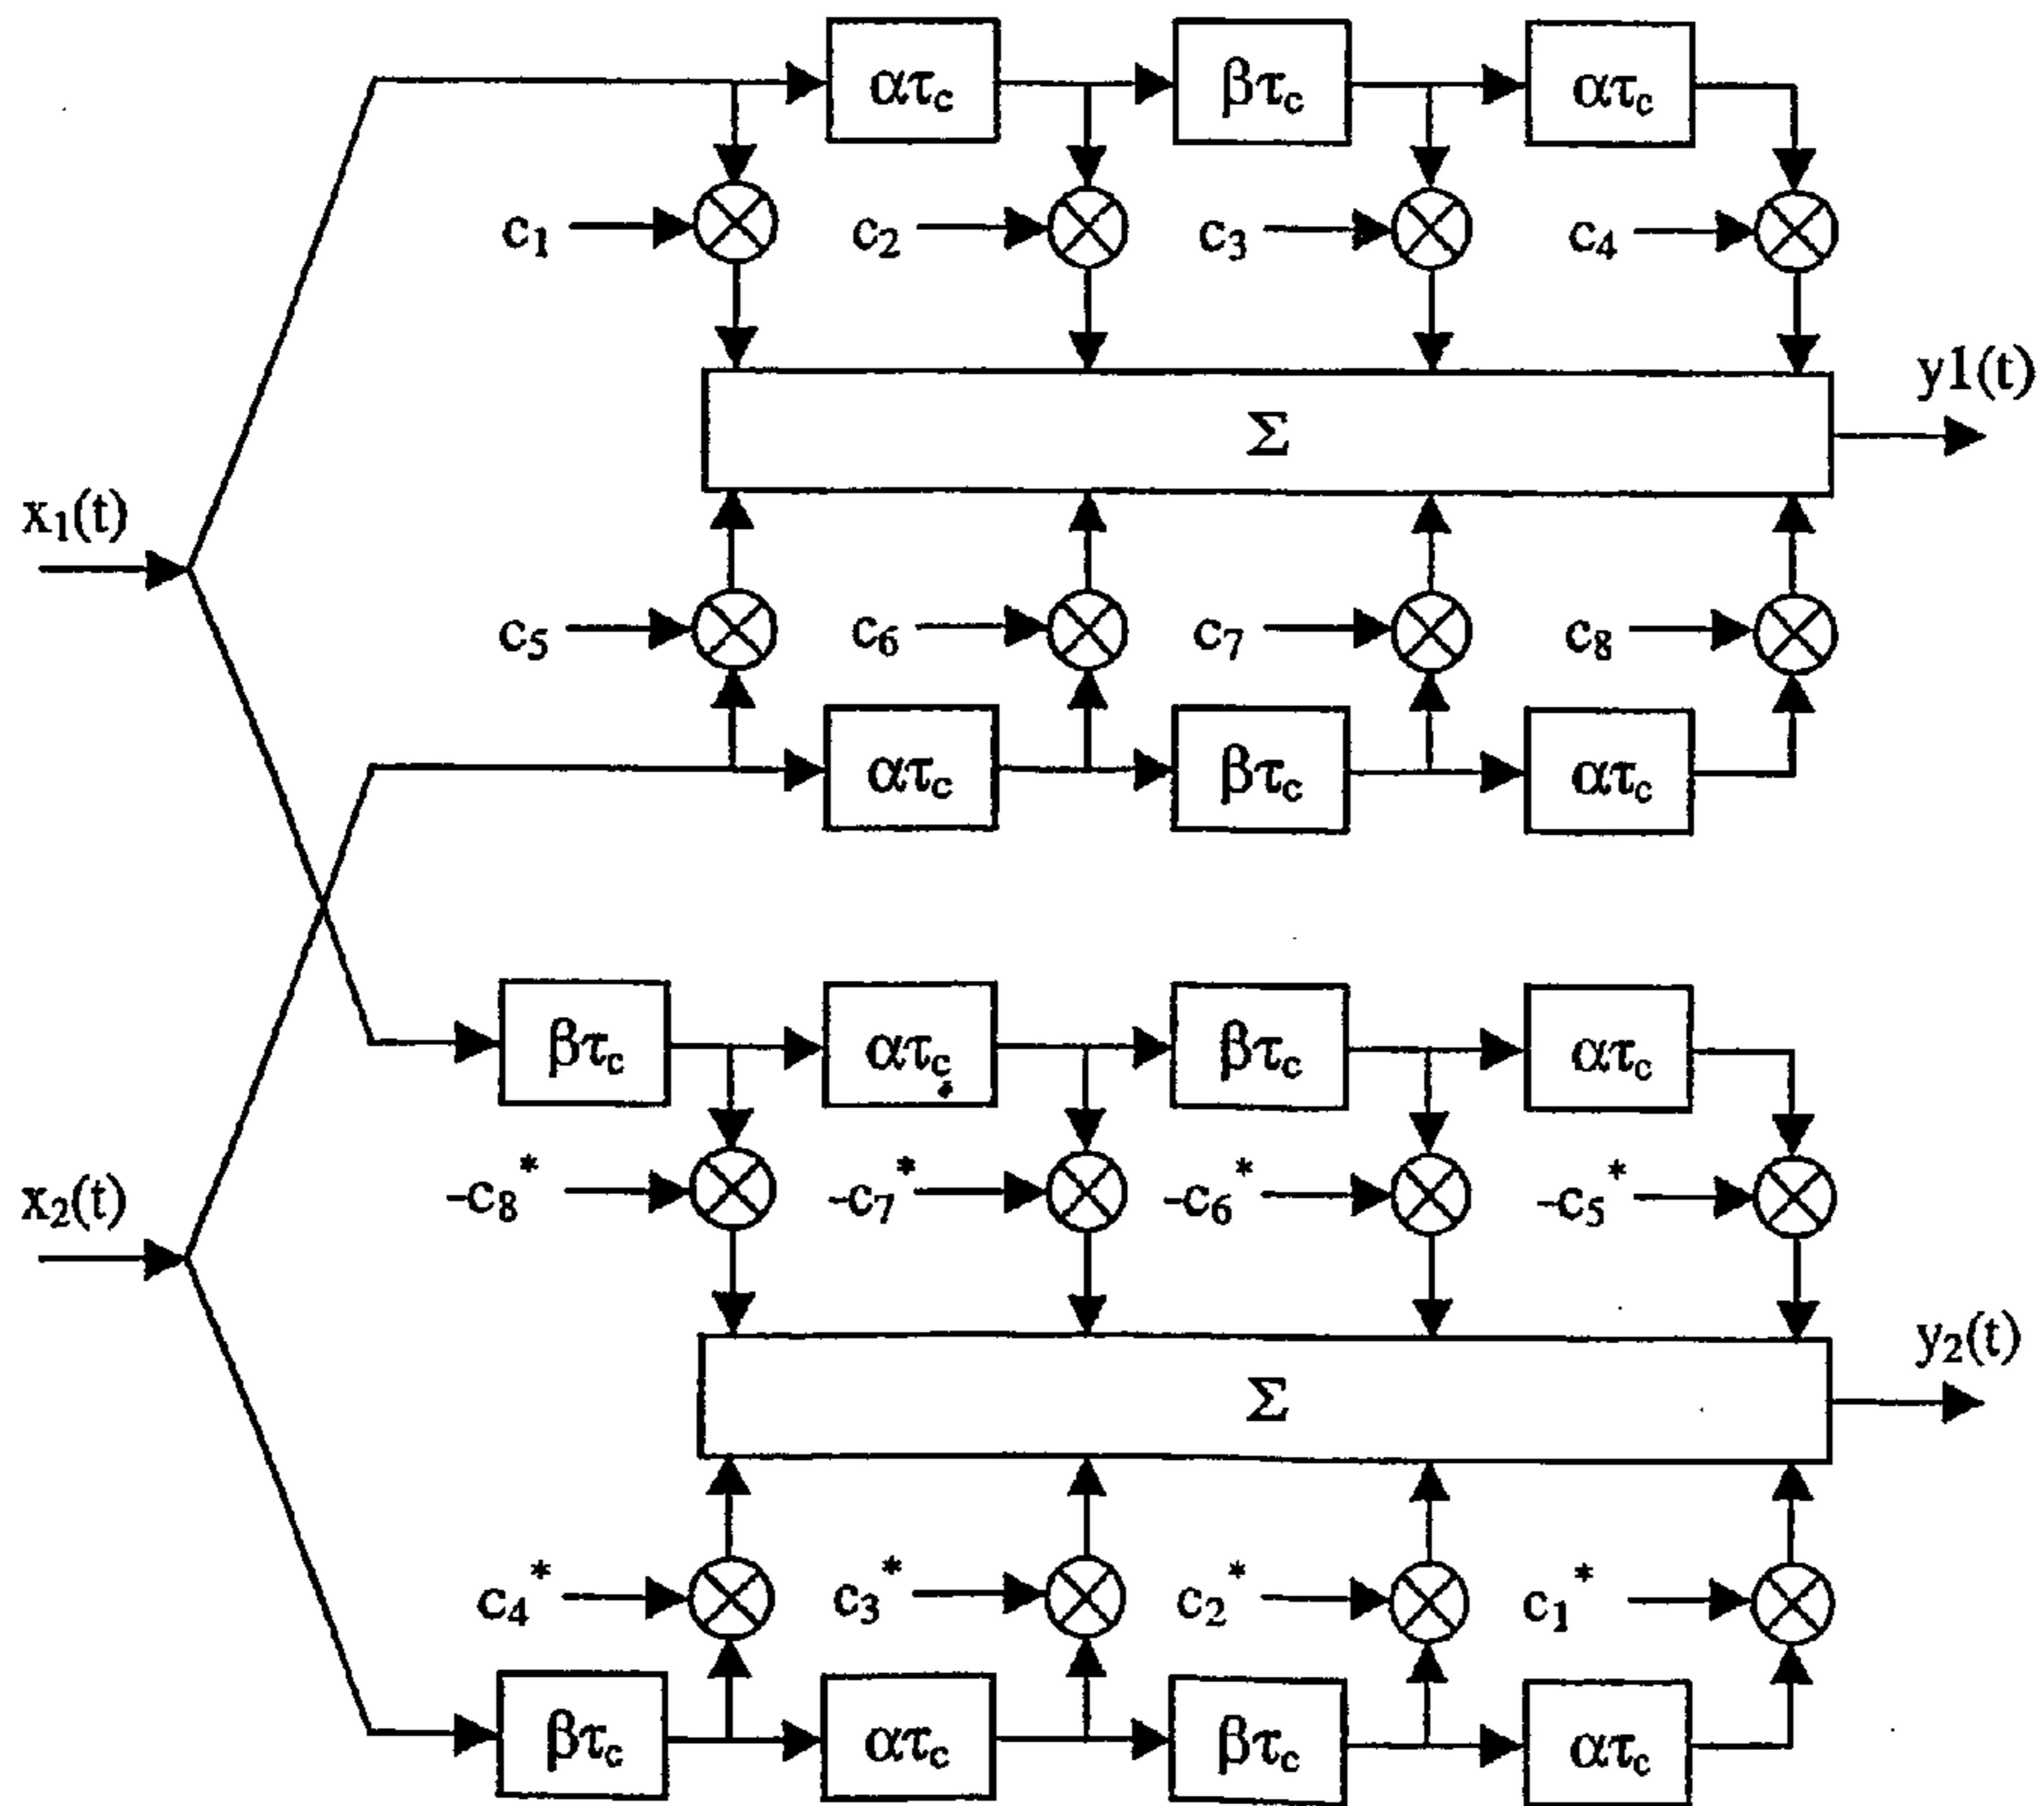 ατc βτc ατc
c1 c2 c3 c4
y1(t)
Σ
x1(t)
c5 c6 c7 c8
ατc βτc ατc
βτc ατc βτc ατc
-c8* -c7* -c6* -c5*
x2(t)
y2(t)
Σ
c4* c3* c2* c1*
βτc ατc βτc ατc